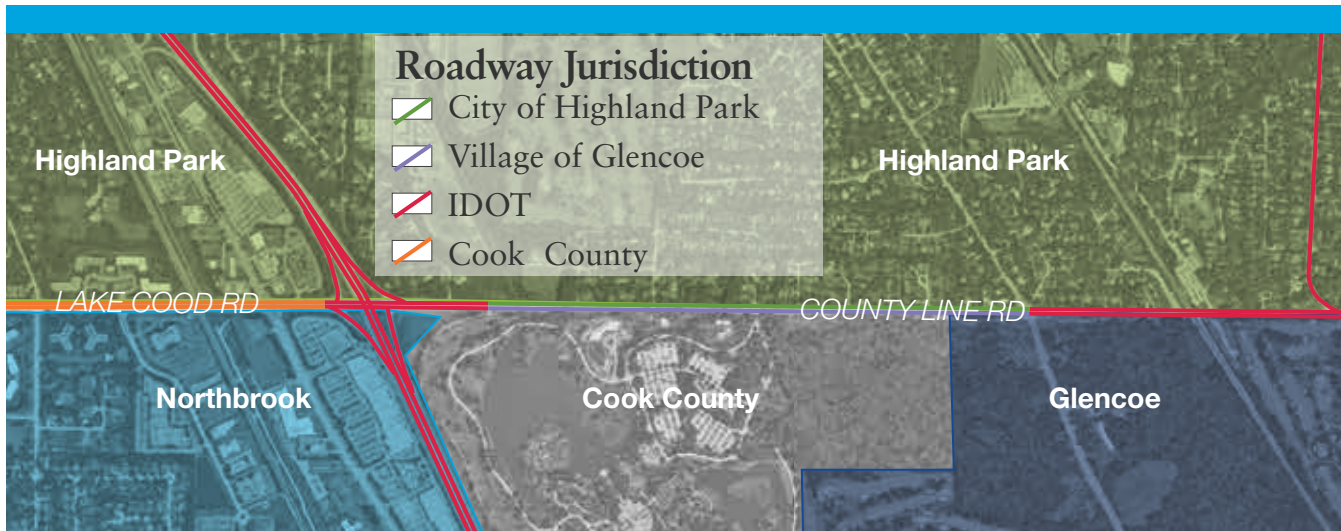 Roadway Jurisdiction
City of Highland Park
Village of Glencoe
IDOT
Cook County
Highland Park
Highland Park
LAKE COOD RD
COUNTY LINE RD
Northbrook
Cook County
Glencoe